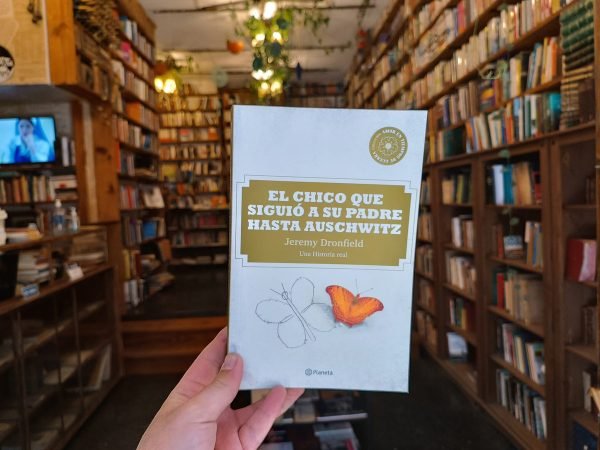 EL CHICO QUE
SIGUIÓ A SU PADRE
HASTA AUSCHWITZ
Jeremy Dronfield
Una Historia real
Planeta